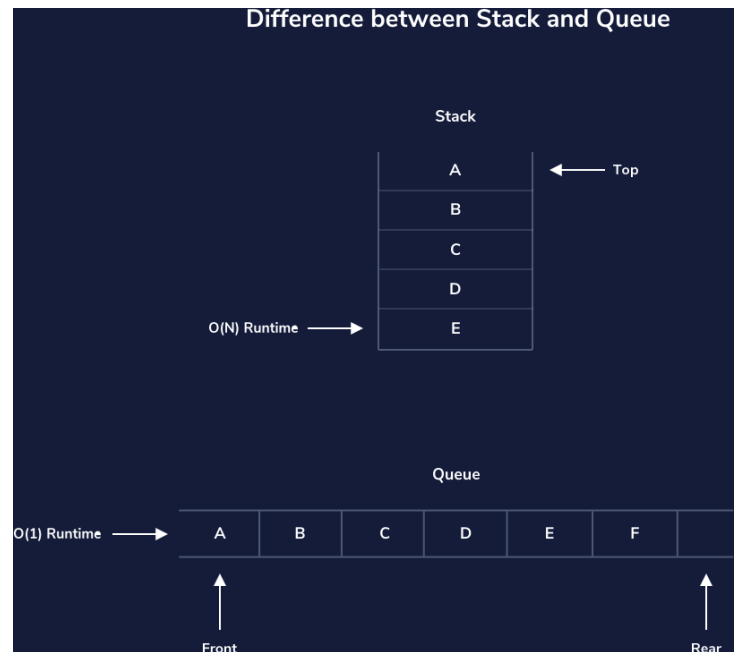 Difference between Stack and Queue
Stack
A
Top
B
C
D
O(N) Runtime
E
Queue
O(1) Runtime
A
B
C
D
E
F
Front
Rear